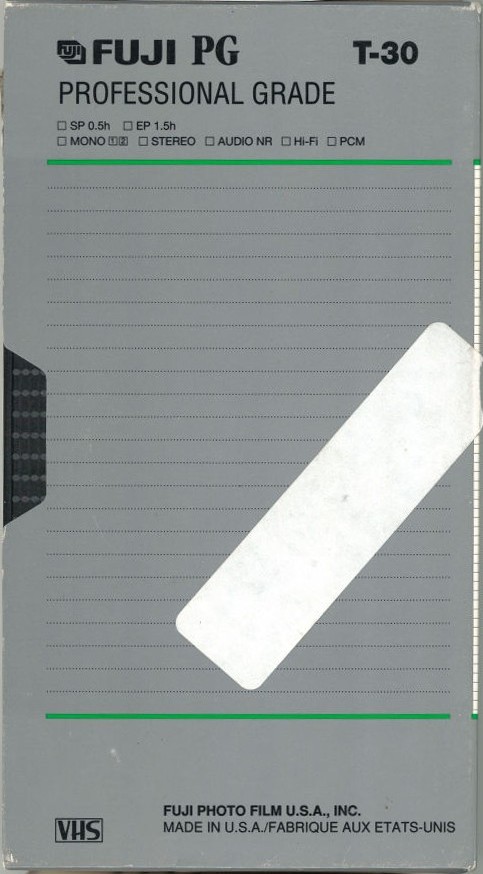 FUJI FUJI PG T-30
PROFESSIONAL GRADE
☐ SP 0.5h ☐ EP 1.5h
☐ MONO 1 2 ☐ STEREO ☐ AUDIO NR ☐ Hi-Fi ☐ PCM
FUJI PHOTO FILM U.S.A., INC.
VHS MADE IN U.S.A./FABRIQUE AUX ETATS-UNIS